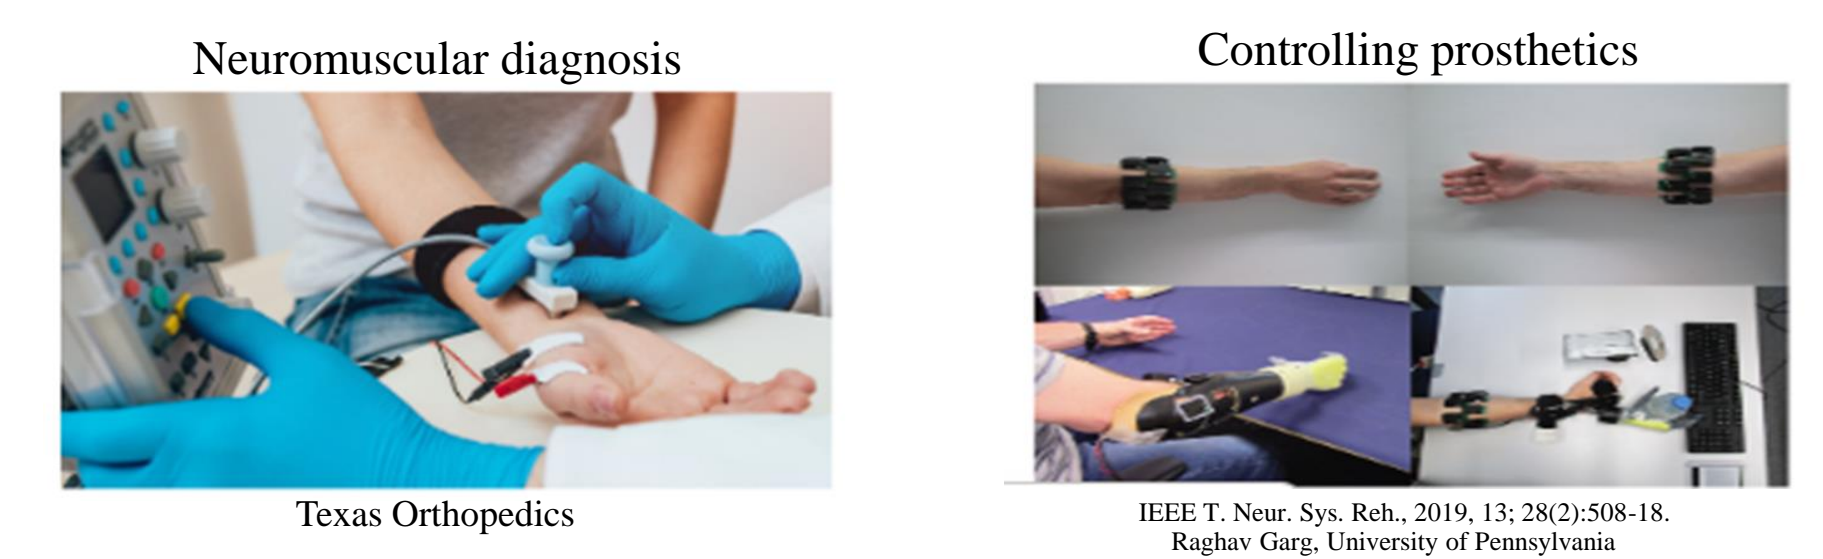 Neuromuscular diagnosis
Controlling prosthetics
Texas Orthopedics
IEEE T. Neur. Sys. Reh., 2019, 13; 28(2):508-18.
Raghav Garg, University of Pennsylvania